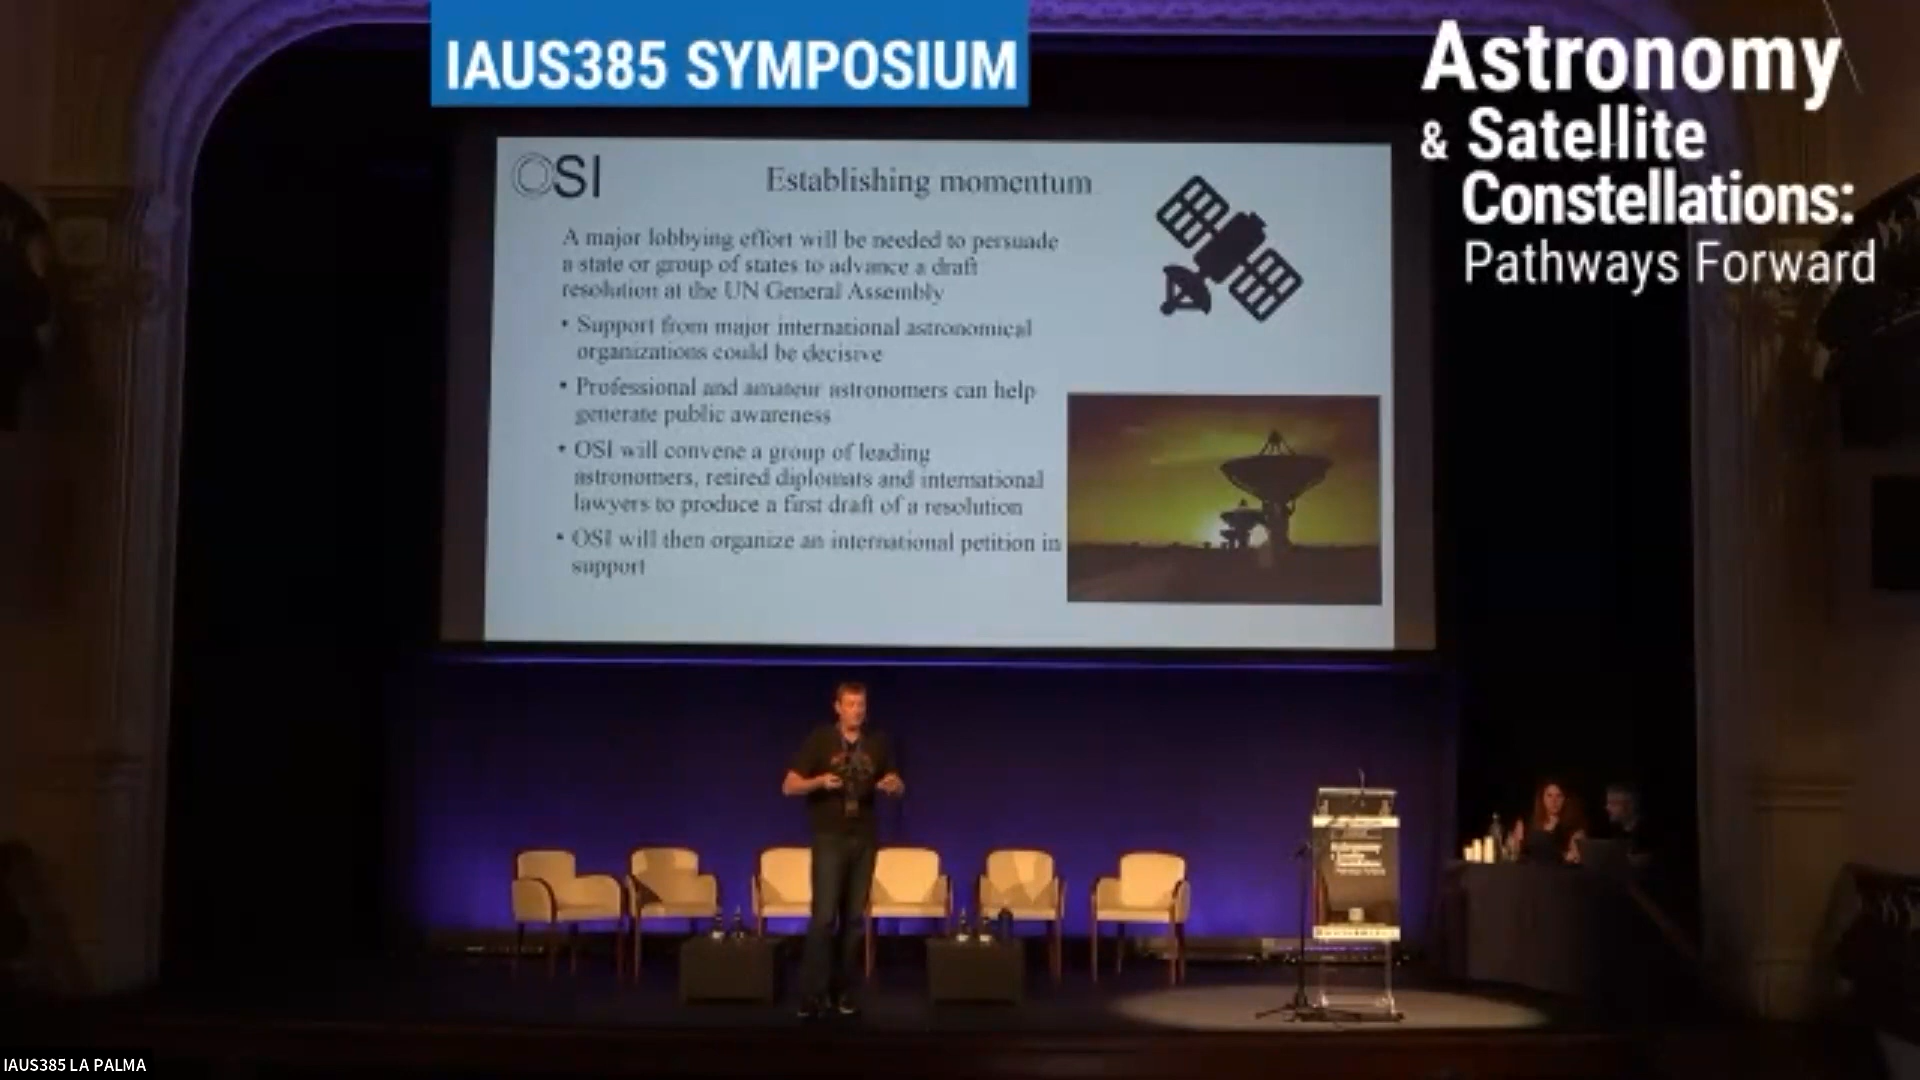 IAUS385 SYMPOSIUM
Astronomy
& Satellite
Constellations:
Pathways Forward
OSI
Establishing momentum
A major lobbying effort will be needed to persuade
a state or group of states to advance a draft
resolution at the UN General Assembly
• Support from major international astronomical
organizations could be decisive
• Professional and amateur astronomers can help
generate public awareness
• OSI will convene a group of leading
astronomers, retired diplomats and international
lawyers to produce a first draft of a resolution
• OSI will then organize an international petition in
support
Astronomy
& Satellite
Constellations:
IAUS385 LA PALMA